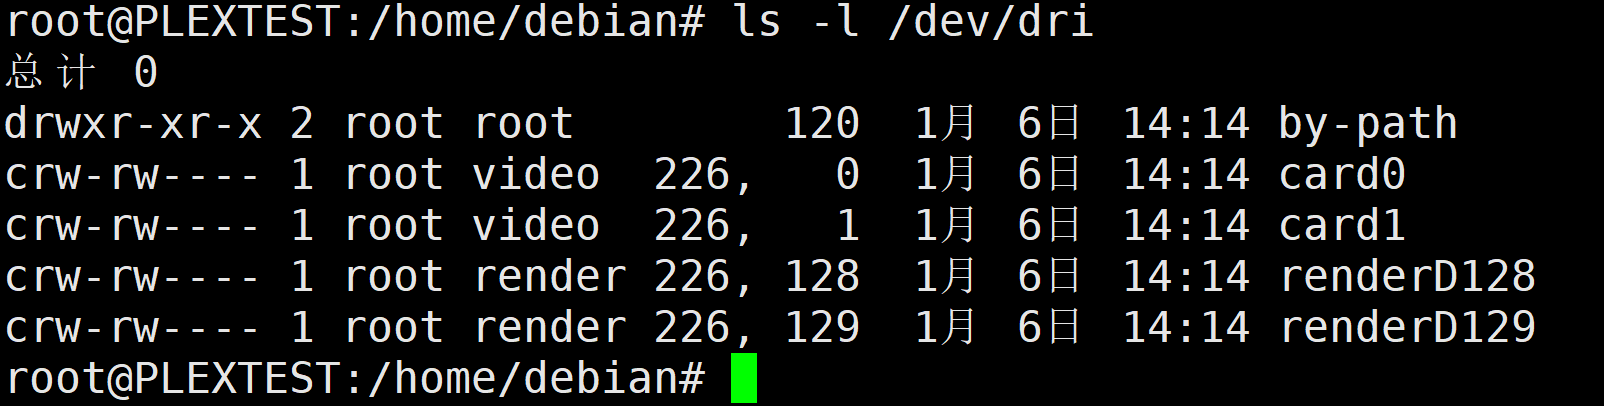 root@PLEXTEST:/home/debian# ls -l /dev/dri
总计 0
drwxr-xr-x 2 root root        120  1月  6日 14:14 by-path
crw-rw---- 1 root video  226,   0  1月  6日 14:14 card0
crw-rw---- 1 root video  226,   1  1月  6日 14:14 card1
crw-rw---- 1 root render 226, 128  1月  6日 14:14 renderD128
crw-rw---- 1 root render 226, 129  1月  6日 14:14 renderD129
root@PLEXTEST:/home/debian#